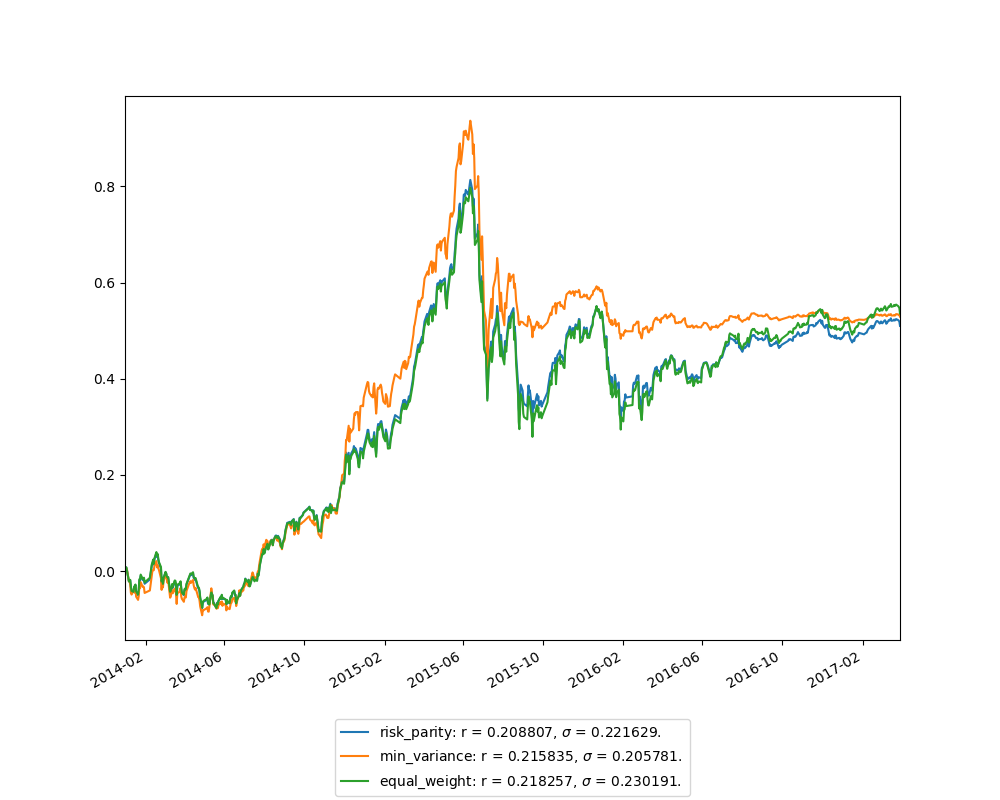 0.8
0.6
0.4
0.2
0.0
2014-02 2014-06 2014-10 2015-02 2015-06 2015-10 2016-02 2016-06 2016-10 2017-02
risk_parity: r = 0.208807, σ = 0.221629.
min_variance: r = 0.215835, σ = 0.205781.
equal_weight: r = 0.218257, σ = 0.230191.